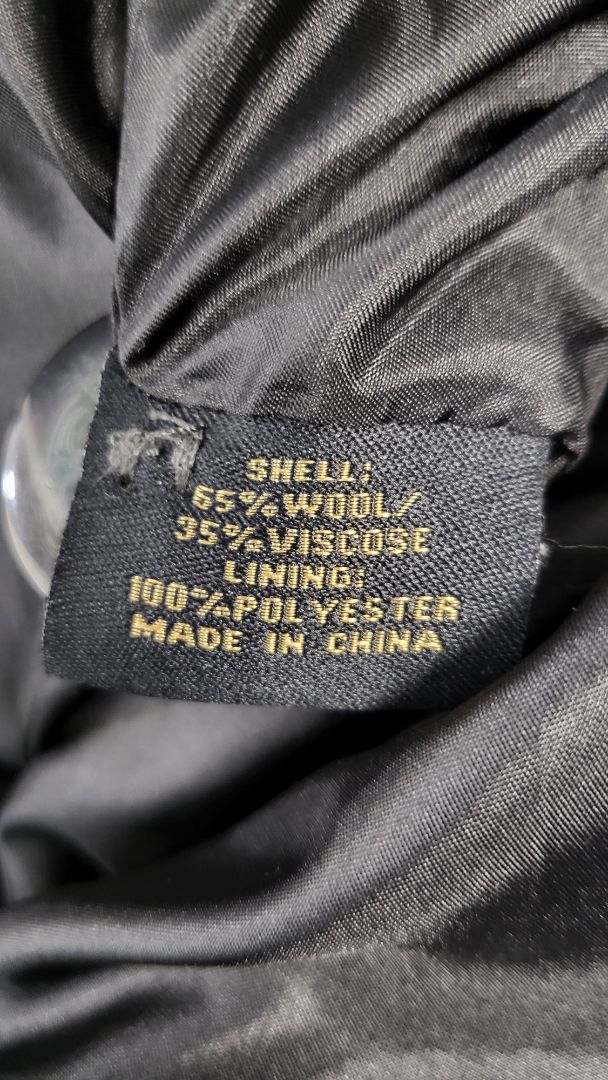 SHELL:
65%WOOL/
35%VISCOSE
LINING:
100%POLYESTER
MADE IN CHINA